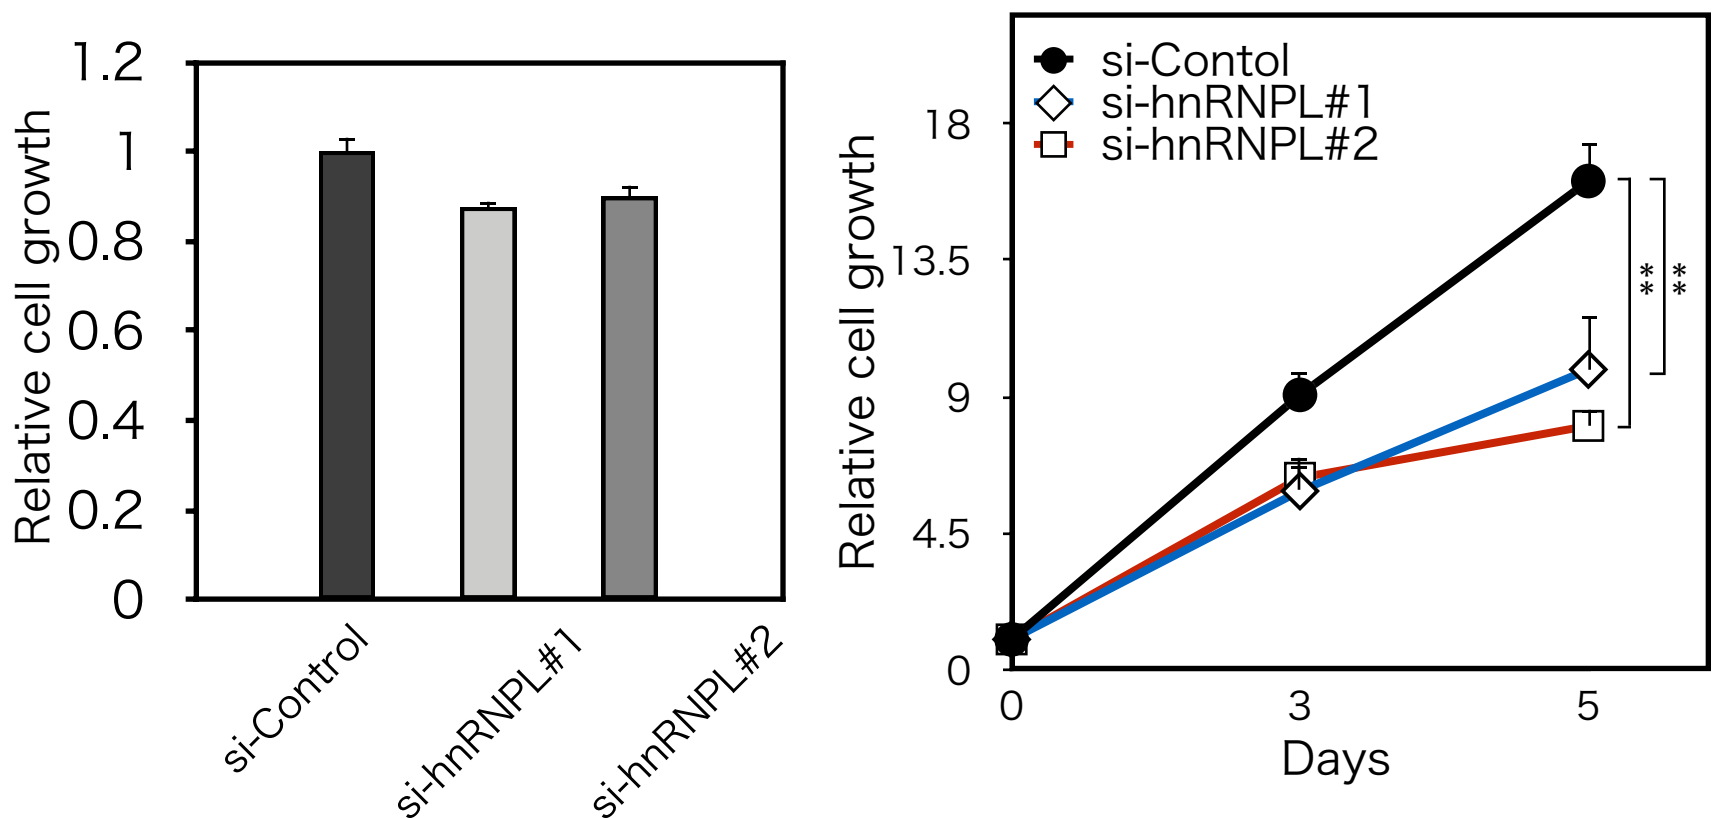 Relative cell growth
1.2
1
0.8
0.6
0.4
0.2
0
si-Control
si-hnRNPL#1
si-hnRNPL#2
Relative cell growth
18
13.5
9
4.5
0
si-Contol
si-hnRNPL#1
si-hnRNPL#2
**
**
0 3 5
Days